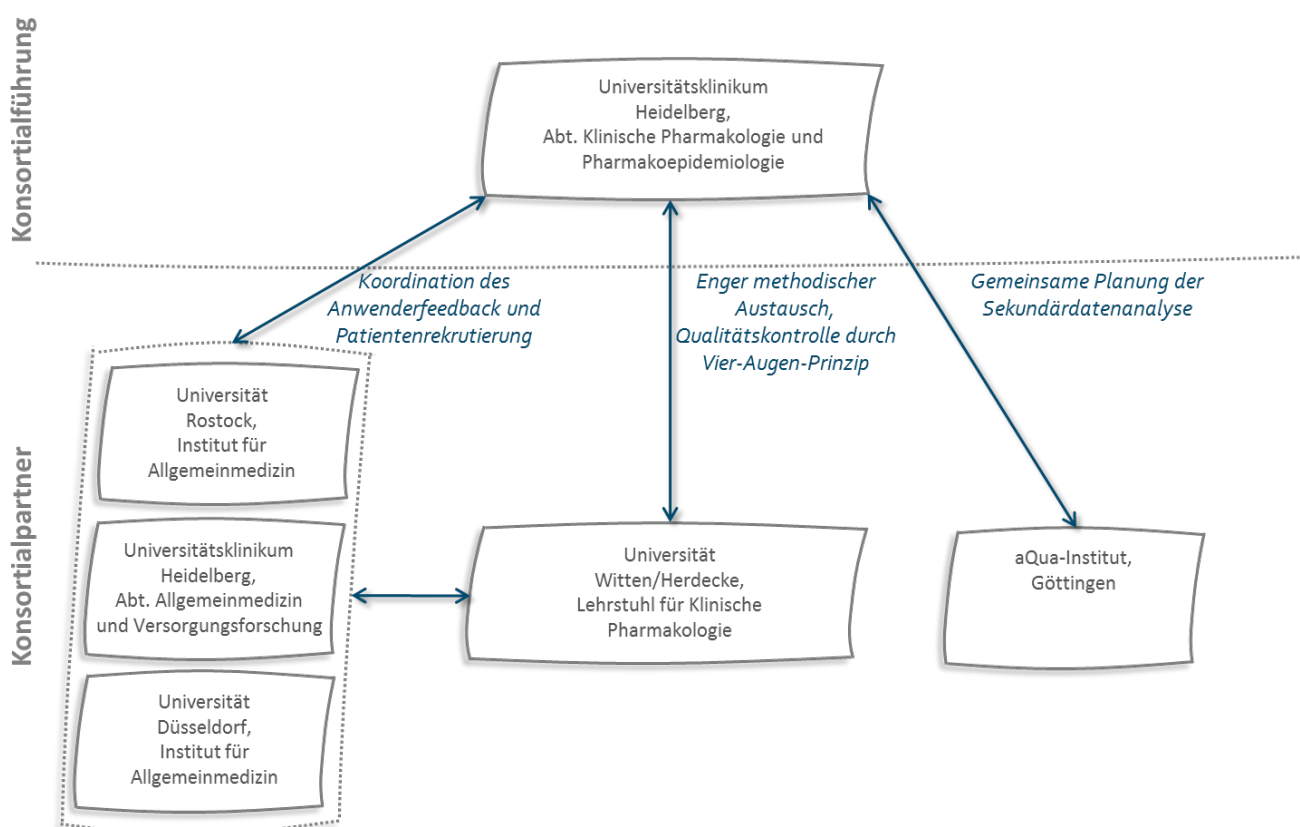 Konsortialführung
Universitätsklinikum
Heidelberg,
Abt. Klinische Pharmakologie und
Pharmakoepidemiologie
Koordination des
Anwenderfeedback und
Patientenrekrutierung
Enger methodischer
Austausch,
Qualitätskontrolle durch
Vier-Augen-Prinzip
Gemeinsame Planung der
Sekundärdatenanalyse
Konsortialpartner
Universität
Rostock,
Institut für
Allgemeinmedizin
Universitätsklinikum
Heidelberg,
Abt. Allgemeinmedizin
und Versorgungsforschung
Universität
Düsseldorf,
Institut für
Allgemeinmedizin
Universität
Witten/Herdecke,
Lehrstuhl für Klinische
Pharmakologie
aQua-Institut,
Göttingen